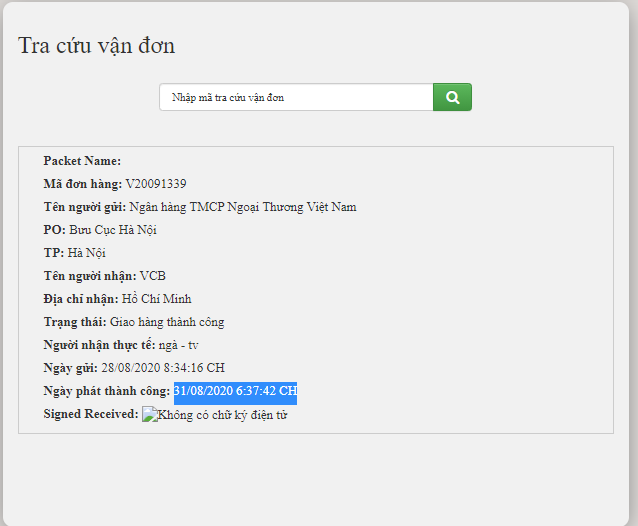 Tra cứu vận đơn
Nhập mã tra cứu vận đơn
Packet Name:
Mã đơn hàng: V20091339
Tên người gửi: Ngân hàng TMCP Ngoại Thương Việt Nam
PO: Bưu Cục Hà Nội
TP: Hà Nội
Tên người nhận: VCB
Địa chỉ nhận: Hồ Chí Minh
Trạng thái: Giao hàng thành công
Người nhận thực tế: ngà - tv
Ngày gửi: 28/08/2020 8:34:16 CH
Ngày phát thành công: 31/08/2020 6:37:42 CH
Signed Received: Không có chữ ký điện tử